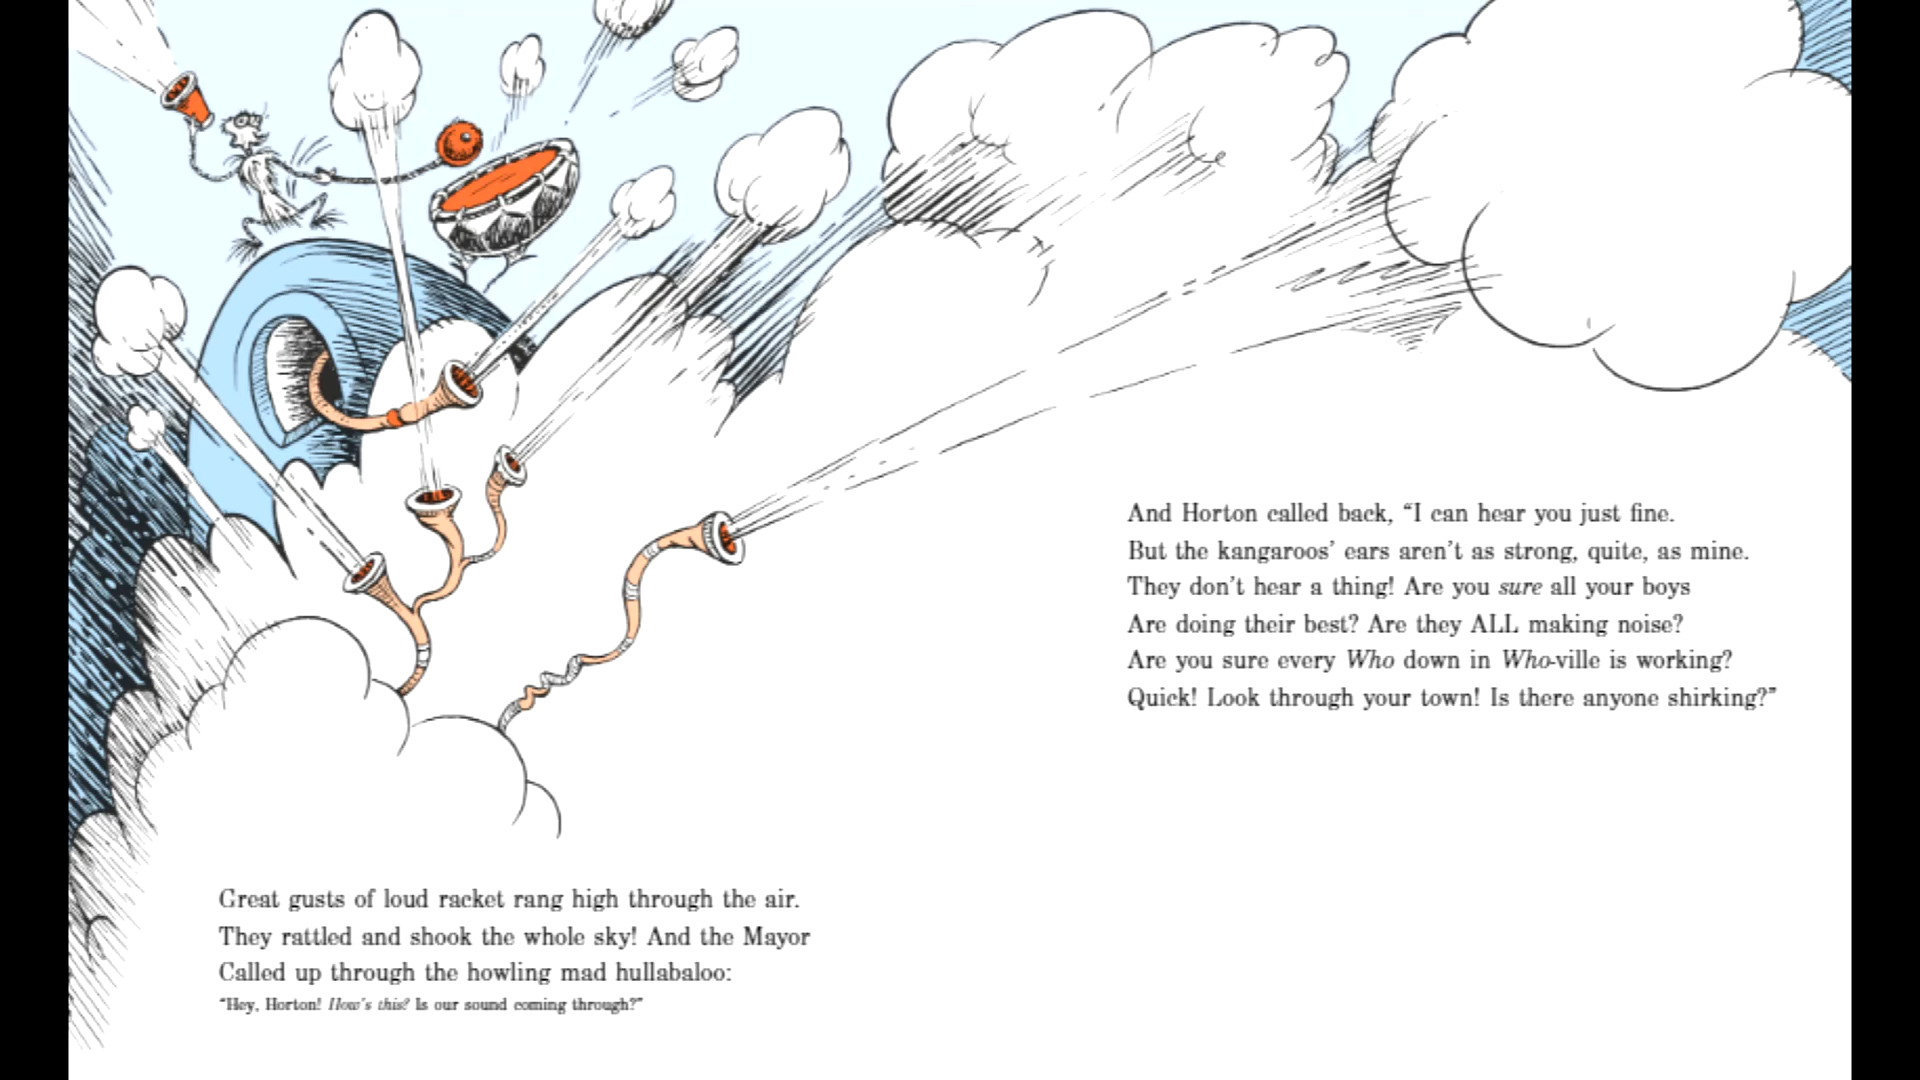 Great gusts of loud racket rang high through the air.
They rattled and shook the whole sky! And the Mayor
Called up through the howling mad hullabaloo:
“Hey, Horton! How’s this? Is our sound coming through?”
And Horton called back, “I can hear you just fine.
But the kangaroos’ ears aren’t as strong, quite, as mine.
They don’t hear a thing! Are you sure all your boys
Are doing their best? Are they ALL making noise?
Are you sure every Who down in Who-ville is working?
Quick! Look through your town! Is there anyone shirking?”